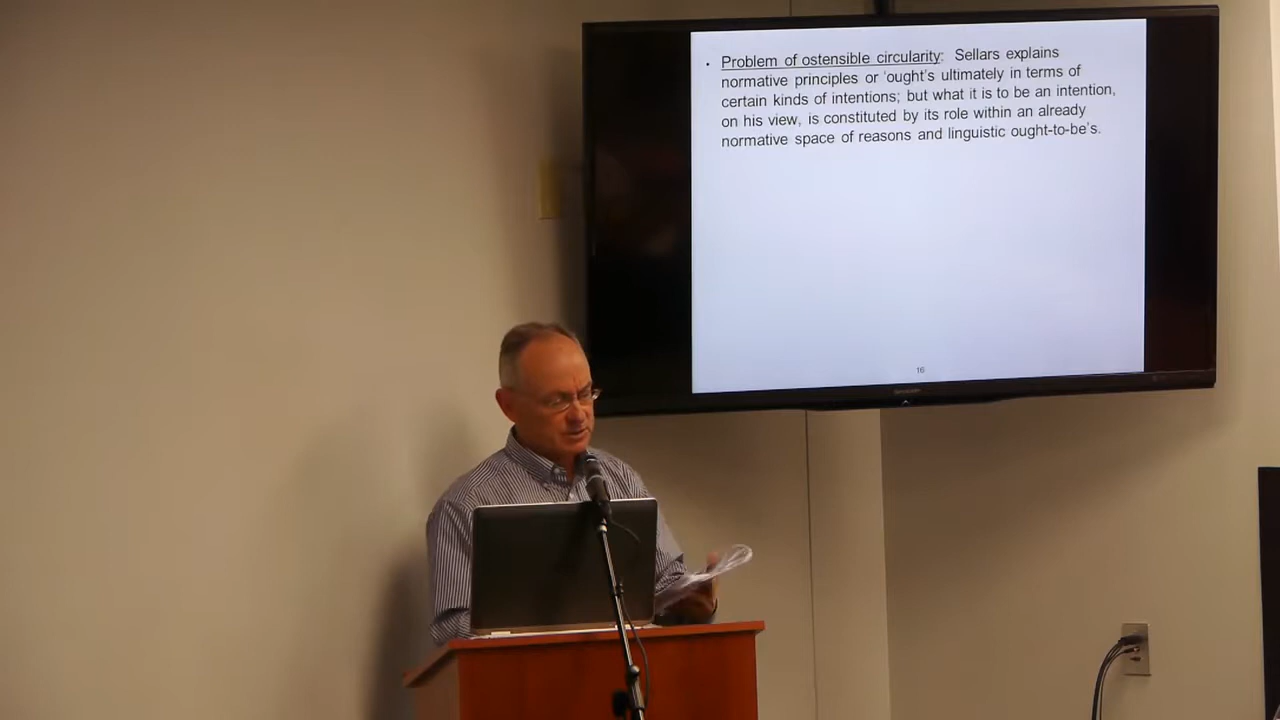 • Problem of ostensible circularity: Sellars explains
normative principles or 'ought's ultimately in terms of
certain kinds of intentions; but what it is to be an intention,
on his view, is constituted by its role within an already
normative space of reasons and linguistic ought-to-be's.
16